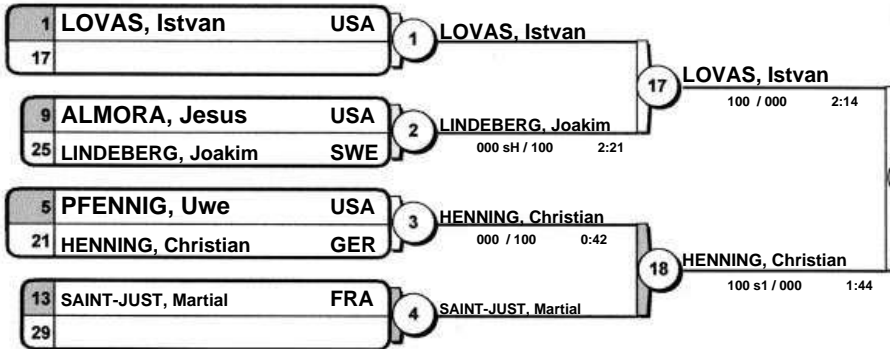 1 LOVAS, Istvan USA
17
1
LOVAS, Istvan
9 ALMORA, Jesus USA
25 LINDEBERG, Joakim SWE
2
LINDEBERG, Joakim
000 sH / 100 2:21
17
LOVAS, Istvan
100 / 000 2:14
5 PFENNIG, Uwe USA
21 HENNING, Christian GER
3
HENNING, Christian
000 / 100 0:42
13 SAINT-JUST, Martial FRA
29
4
SAINT-JUST, Martial
18
HENNING, Christian
100 s1 / 000 1:44